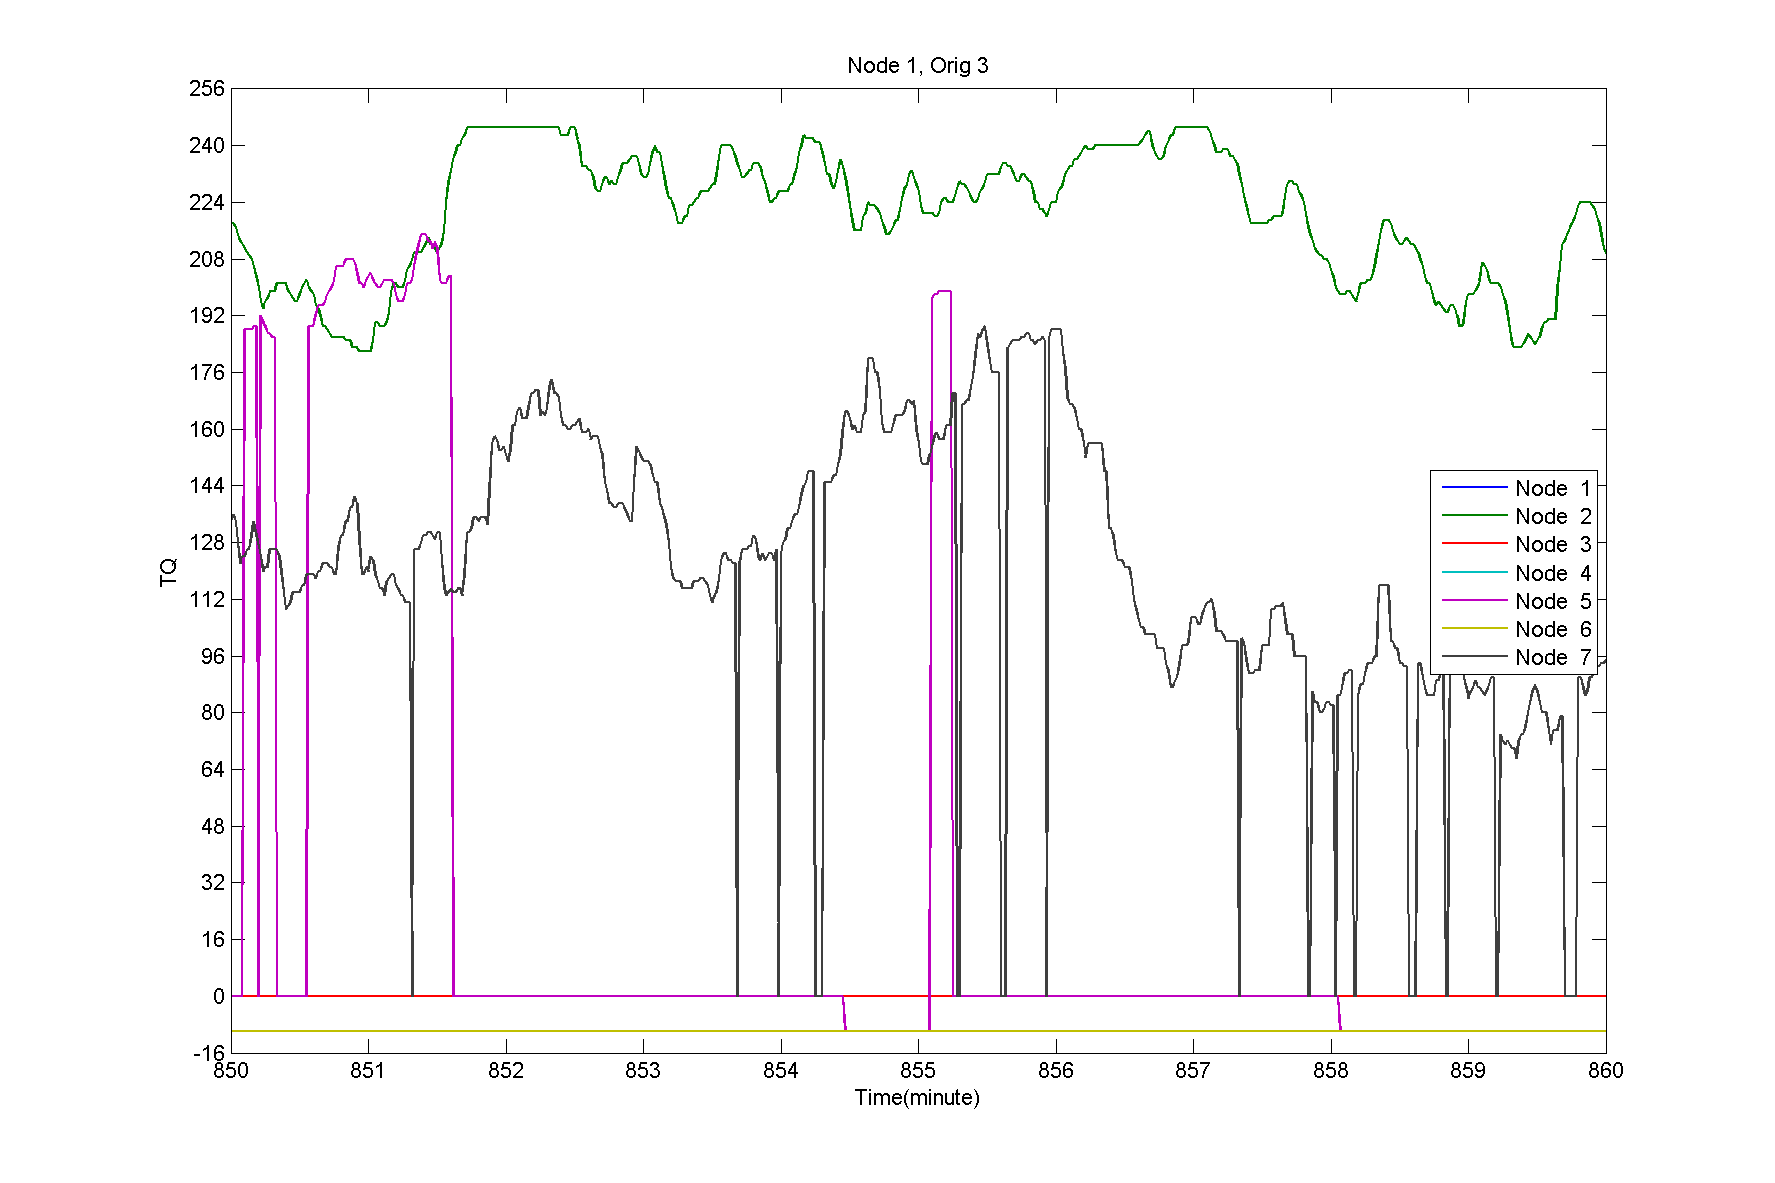 Node 1, Orig 3
256
240
224
208
192
176
160
144
128
112
96
80
64
48
32
16
0
-16
TQ
Node 1
Node 2
Node 3
Node 4
Node 5
Node 6
Node 7
850 851 852 853 854 855 856 857 858 859 860
Time(minute)